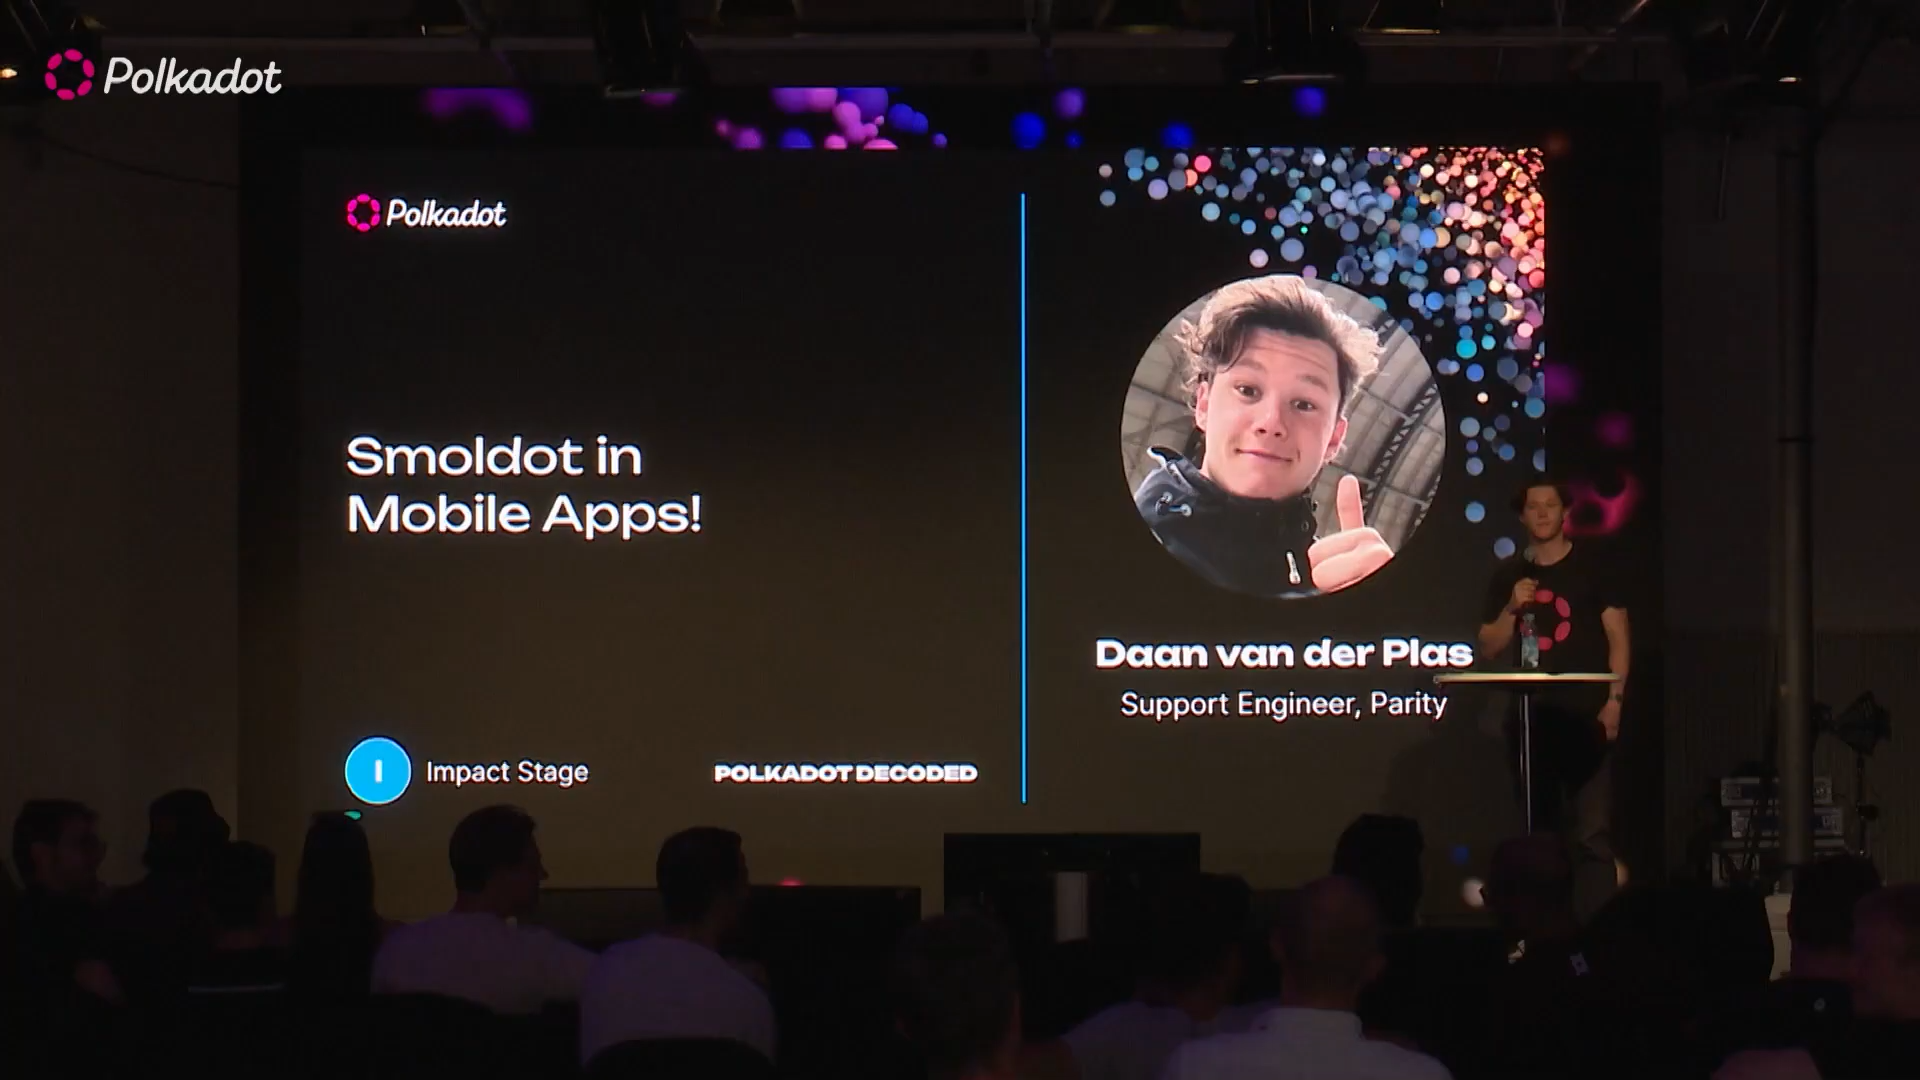 Polkadot
Polkadot
Smoldot in
Mobile Apps!
Daan van der Plas
Support Engineer, Parity
I
Impact Stage
POLKADOT DECODED